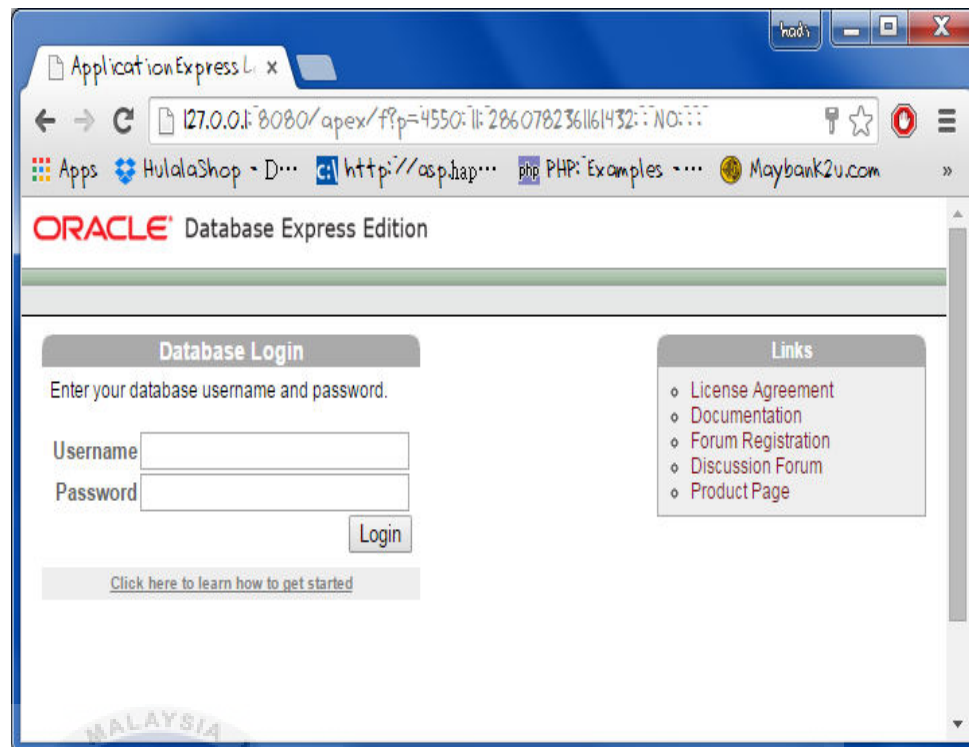 hadi
Application Express L
127.0.0.1:8080/apex/f?p=4550:11:2860782361161432::NO:::
Apps HulalaShop - D... http://asp.hap... php PHP: Examples - ... Maybank2u.com »
ORACLE Database Express Edition
Database Login
Enter your database username and password.
Username
Password
Login
Click here to learn how to get started
Links
License Agreement
Documentation
Forum Registration
Discussion Forum
Product Page
MALAYSIA